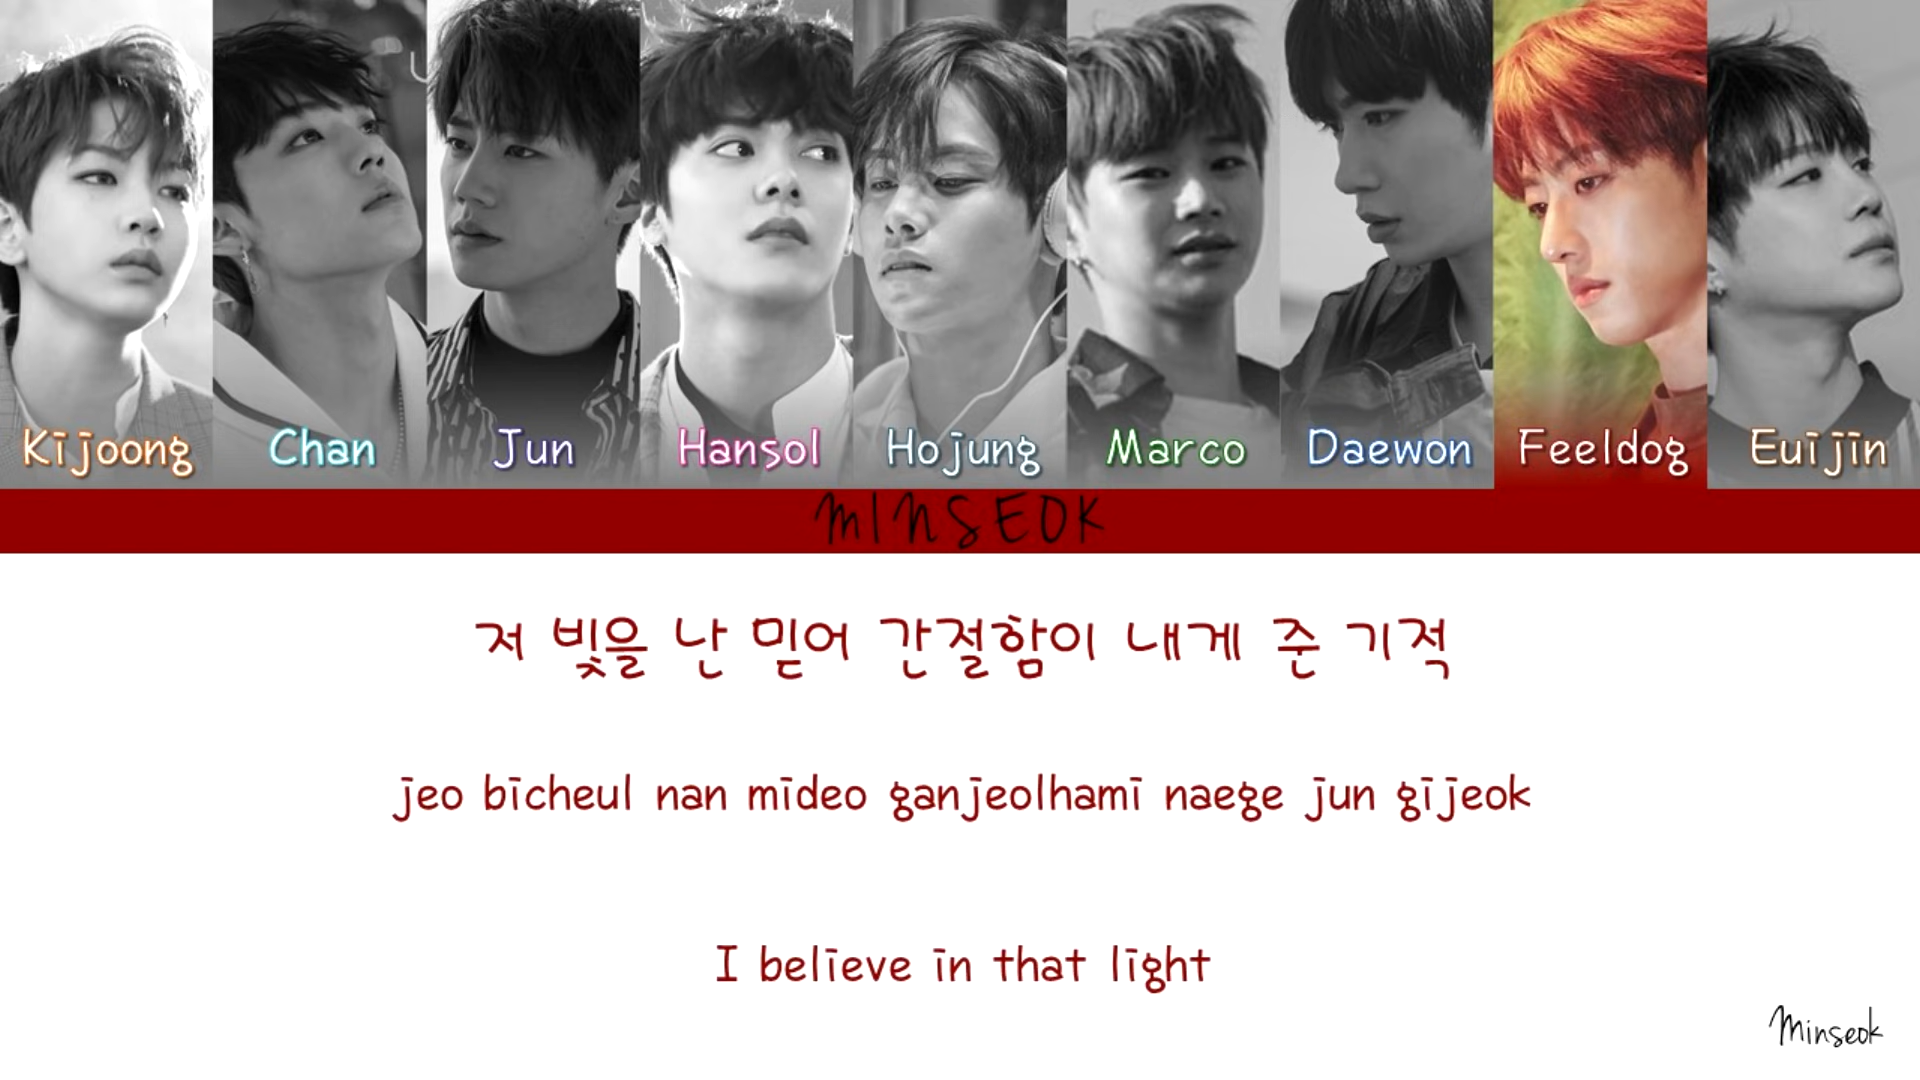 Kijoong Chan Jun Hansol Hojung Marco Daewon Feeldog Euijin
MINSEOK
저 빛을 난 믿어 간절함이 내게 준 기적
jeo bicheul nan mideo ganjeolhami naege jun gijeok
I believe in that light
Minseok